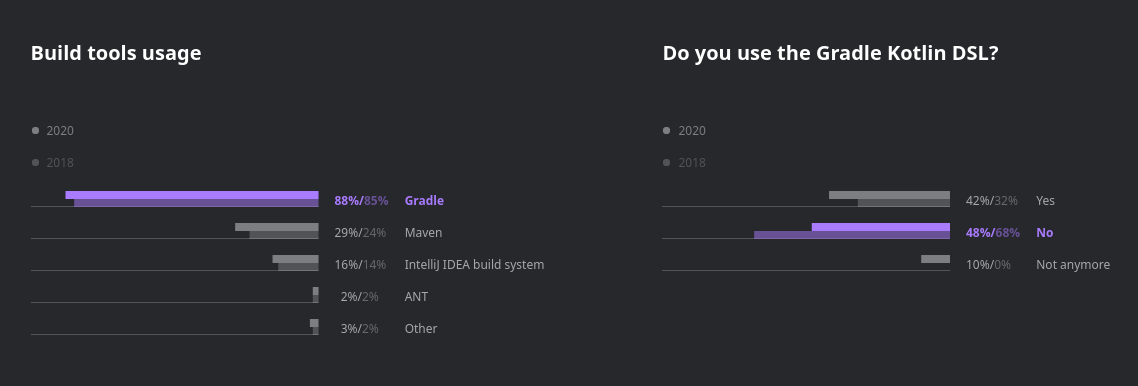 Build tools usage
2020
2018
88%/85% Gradle
29%/24% Maven
16%/14% IntelliJ IDEA build system
2%/2% ANT
3%/2% Other
Do you use the Gradle Kotlin DSL?
2020
2018
42%/32% Yes
48%/68% No
10%/0% Not anymore